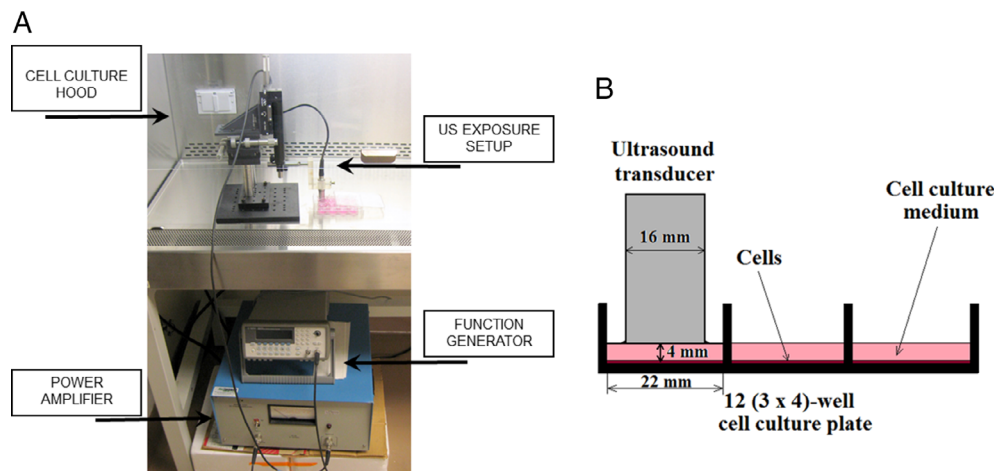 A
CELL CULTURE
HOOD
US EXPOSURE
SETUP
FUNCTION
GENERATOR
POWER
AMPLIFIER
B
Ultrasound
transducer
Cell culture
medium
16 mm
Cells
4 mm
22 mm
12 (3 x 4)-well
cell culture plate